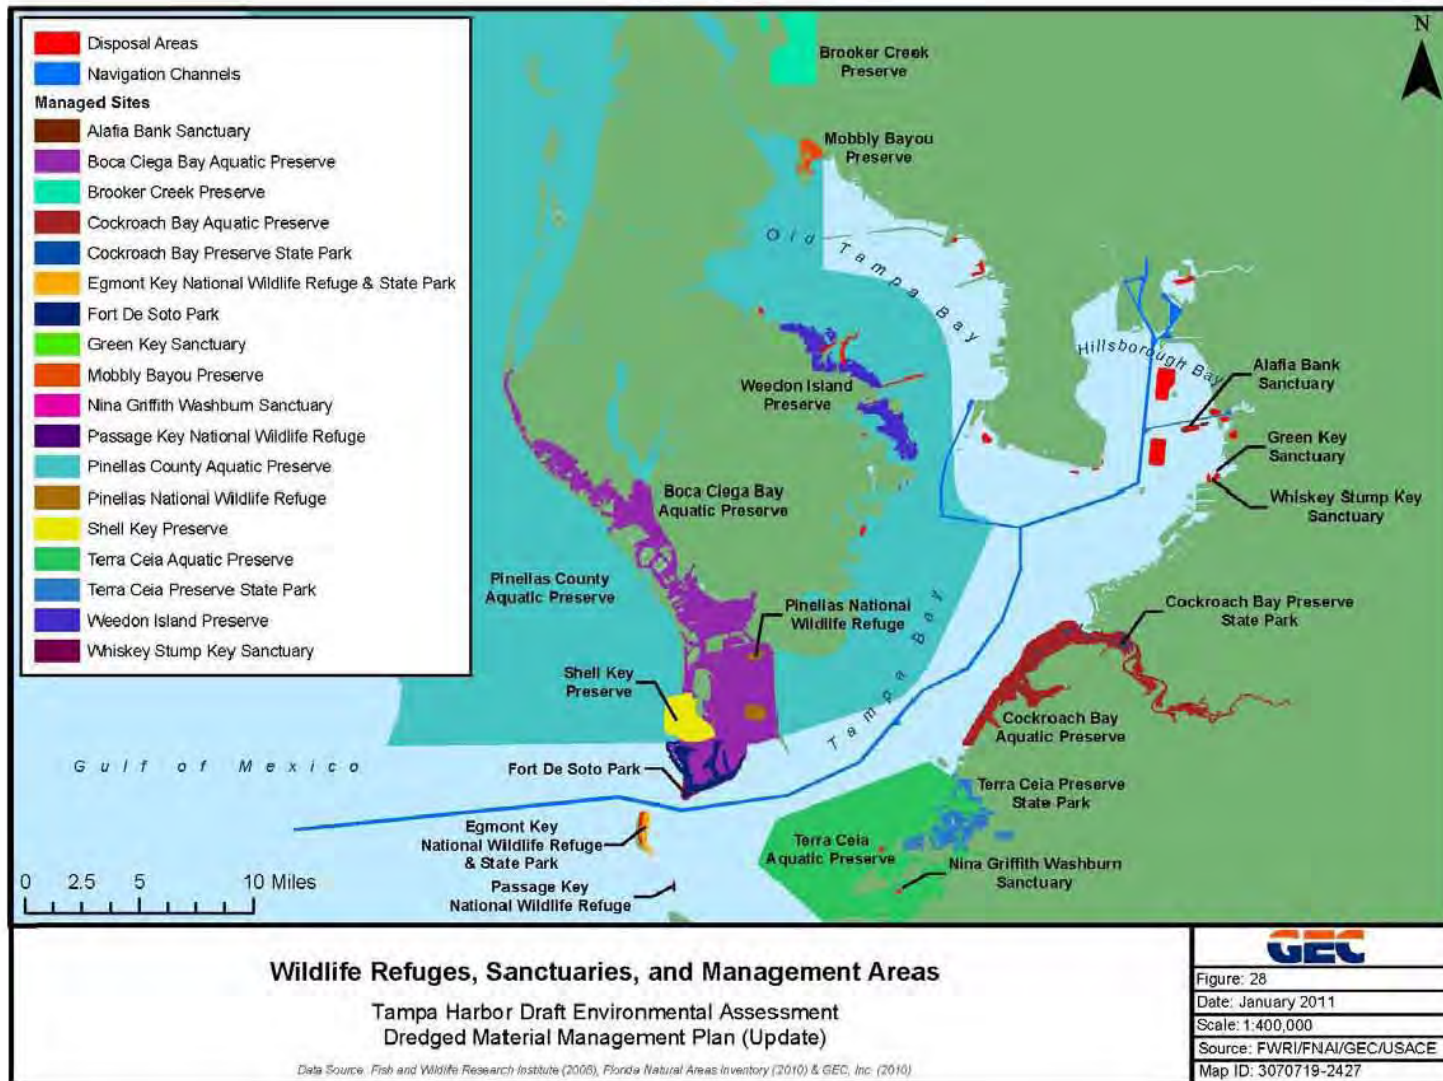 Disposal Areas
Navigation Channels
Managed Sites
Alafia Bank Sanctuary
Boca Ciega Bay Aquatic Preserve
Brooker Creek Preserve
Cockroach Bay Aquatic Preserve
Cockroach Bay Preserve State Park
Egmont Key National Wildlife Refuge & State Park
Fort De Soto Park
Green Key Sanctuary
Mobbly Bayou Preserve
Nina Griffith Washburn Sanctuary
Passage Key National Wildlife Refuge
Pinellas County Aquatic Preserve
Pinellas National Wildlife Refuge
Shell Key Preserve
Terra Ceia Aquatic Preserve
Terra Ceia Preserve State Park
Weedon Island Preserve
Whiskey Stump Key Sanctuary
N
Brooker Creek
Preserve
Mobbly Bayou
Preserve
Old Tampa Bay
Hillsborough Bay
Weedon Island
Preserve
Alafia Bank
Sanctuary
Green Key
Sanctuary
Whiskey Stump Key
Sanctuary
Boca Ciega Bay
Aquatic Preserve
Pinellas County
Aquatic Preserve
Pinellas National
Wildlife Refuge
Cockroach Bay Preserve
State Park
Shell Key
Preserve
Tampa Bay
Cockroach Bay
Aquatic Preserve
Gulf of Mexico
Fort De Soto Park
Terra Ceia Preserve
State Park
Egmont Key
National Wildlife Refuge
& State Park
Terra Ceia
Aquatic Preserve
Nina Griffith Washburn
Sanctuary
Passage Key
National Wildlife Refuge
0 2.5 5 10 Miles
Wildlife Refuges, Sanctuaries, and Management Areas
Tampa Harbor Draft Environmental Assessment
Dredged Material Management Plan (Update)
Data Source: Fish and Wildlife Research Institute (2008), Florida Natural Areas Inventory (2010) & GEC, Inc. (2010)
GEC
Figure: 28
Date: January 2011
Scale: 1:400,000
Source: FWRI/FNAI/GEC/USACE
Map ID: 3070719-2427